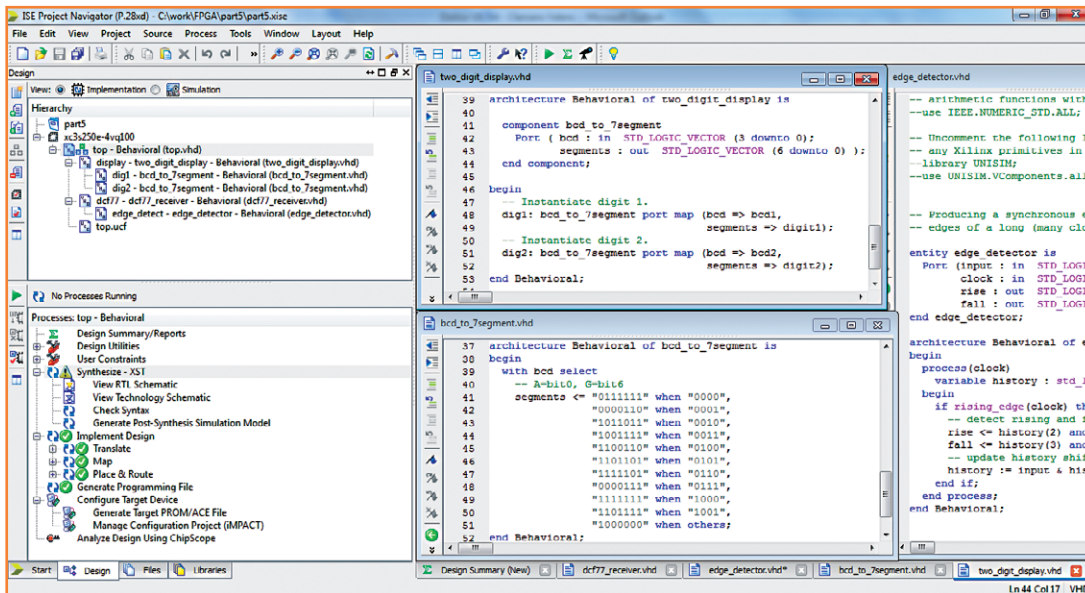 ISE Project Navigator (P.28xd) - C:\work\FPGA\part5\part5.xise
File Edit View Project Source Process Tools Window Layout Help
Design
View: Implementation Simulation
Hierarchy
part5
xc3s250e-4vq100
top - Behavioral (top.vhd)
display - two_digit_display - Behavioral (two_digit_display.vhd)
dig1 - bcd_to_7segment - Behavioral (bcd_to_7segment.vhd)
dig2 - bcd_to_7segment - Behavioral (bcd_to_7segment.vhd)
dcf77 - dcf77_receiver - Behavioral (dcf77_receiver.vhd)
edge_detect - edge_detector - Behavioral (edge_detector.vhd)
top.ucf
No Processes Running
Processes: top - Behavioral
Design Summary/Reports
Design Utilities
User Constraints
Synthesize - XST
View RTL Schematic
View Technology Schematic
Check Syntax
Generate Post-Synthesis Simulation Model
Implement Design
Translate
Map
Place & Route
Generate Programming File
Configure Target Device
Generate Target PROM/ACE File
Manage Configuration Project (iMPACT)
Analyze Design Using ChipScope
Start Design Files Libraries
two_digit_display.vhd
39 architecture Behavioral of two_digit_display is
40
41 component bcd_to_7segment
42 Port ( bcd : in STD_LOGIC_VECTOR (3 downto 0);
43 segments : out STD_LOGIC_VECTOR (6 downto 0) );
44 end component;
45
46 begin
47 -- Instantiate digit 1.
48 dig1: bcd_to_7segment port map (bcd => bcd1,
49 segments => digit1);
50 -- Instantiate digit 2.
51 dig2: bcd_to_7segment port map (bcd => bcd2,
52 segments => digit2);
53 end Behavioral;
bcd_to_7segment.vhd
37 architecture Behavioral of bcd_to_7segment is
38 begin
39 with bcd select
40 -- A=bit0, G=bit6
41 segments <= "0111111" when "0000",
42 "0000110" when "0001",
43 "1011011" when "0010",
44 "1001111" when "0011",
45 "1100110" when "0100",
46 "1101101" when "0101",
47 "1111101" when "0110",
48 "0000111" when "0111",
49 "1111111" when "1000",
50 "1101111" when "1001",
51 "1000000" when others;
52 end Behavioral;
edge_detector.vhd
-- arithmetic functions with
--use IEEE.NUMERIC_STD.ALL;
-- Uncomment the following l
-- any Xilinx primitives in
--library UNISIM;
--use UNISIM.VComponents.all
-- Producing a synchronous e
-- edges of a long (many clo
entity edge_detector is
Port (input : in STD_LOGI
clock : in STD_LOGI
rise : out STD_LOGI
fall : out STD_LOGI
end edge_detector;
architecture Behavioral of e
begin
process(clock)
variable history : std_l
begin
if rising_edge(clock) th
-- detect rising and f
rise <= history(2) and
fall <= history(3) and
-- update history shif
history := input & his
end if;
end process;
end Behavioral;
Design Summary (New) dcf77_receiver.vhd edge_detector.vhd* bcd_to_7segment.vhd two_digit_display.vhd
Ln 44 Col 17 VH